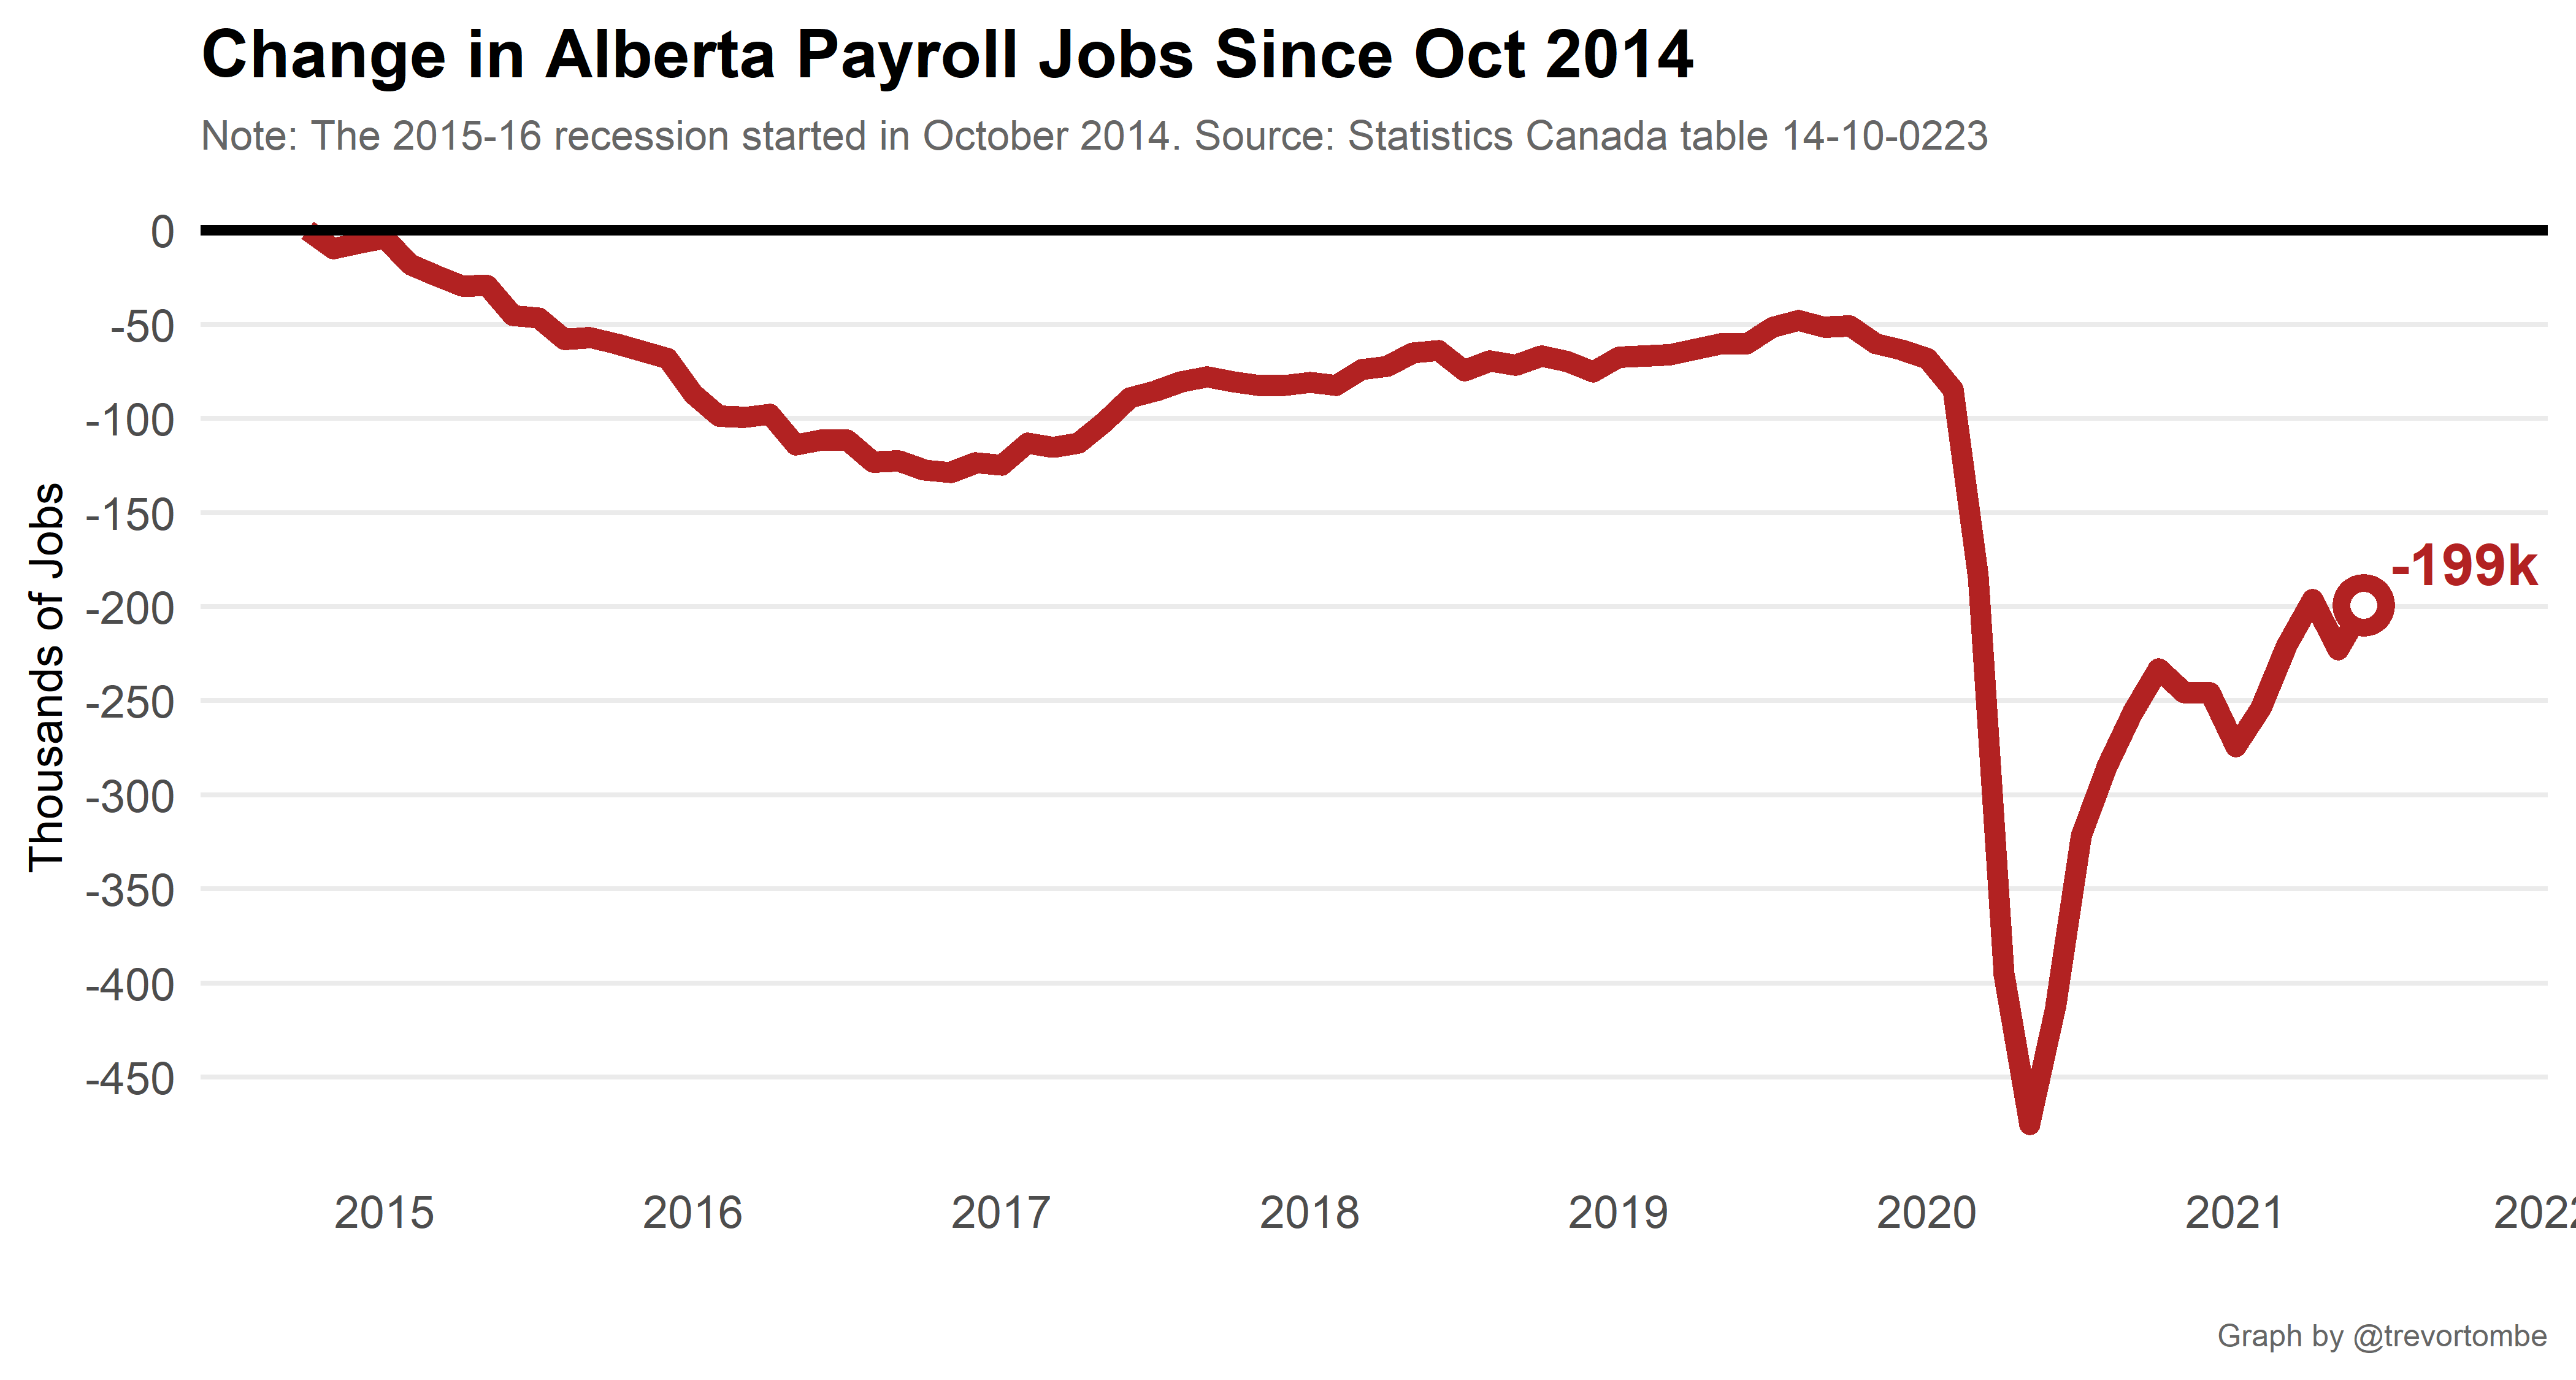 Change in Alberta Payroll Jobs Since Oct 2014
Note: The 2015-16 recession started in October 2014. Source: Statistics Canada table 14-10-0223
Thousands of Jobs
0
-50
-100
-150
-200
-250
-300
-350
-400
-450
-199k
2015 2016 2017 2018 2019 2020 2021 2022
Graph by @trevortombe